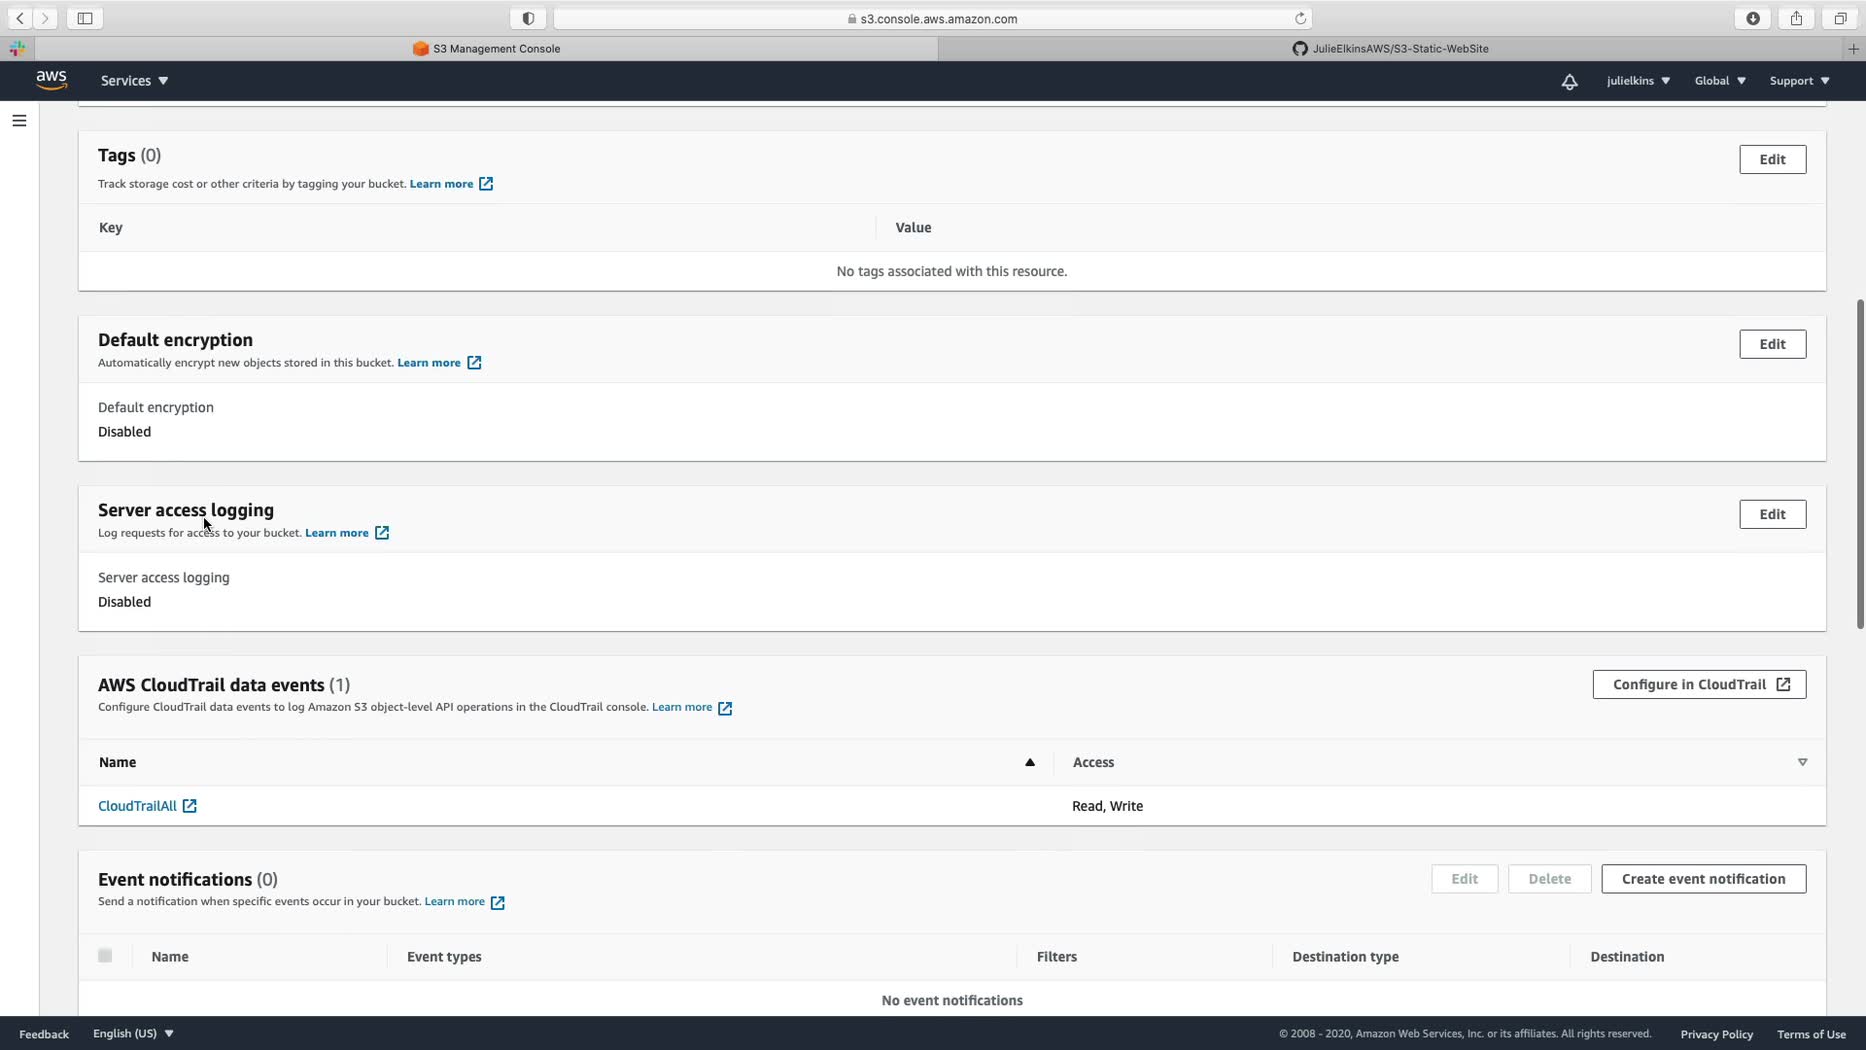 s3.console.aws.amazon.com
S3 Management Console
JulieElkinsAWS/S3-Static-WebSite
aws
Services
julielkins
Global
Support
Tags (0)
Edit
Track storage cost or other criteria by tagging your bucket. Learn more
Key
Value
No tags associated with this resource.
Default encryption
Edit
Automatically encrypt new objects stored in this bucket. Learn more
Default encryption
Disabled
Server access logging
Edit
Log requests for access to your bucket. Learn more
Server access logging
Disabled
AWS CloudTrail data events (1)
Configure in CloudTrail
Configure CloudTrail data events to log Amazon S3 object-level API operations in the CloudTrail console. Learn more
Name
Access
CloudTrailAll
Read, Write
Event notifications (0)
Edit
Delete
Create event notification
Send a notification when specific events occur in your bucket. Learn more
Name
Event types
Filters
Destination type
Destination
No event notifications
Feedback
English (US)
© 2008 - 2020, Amazon Web Services, Inc. or its affiliates. All rights reserved.
Privacy Policy
Terms of Use